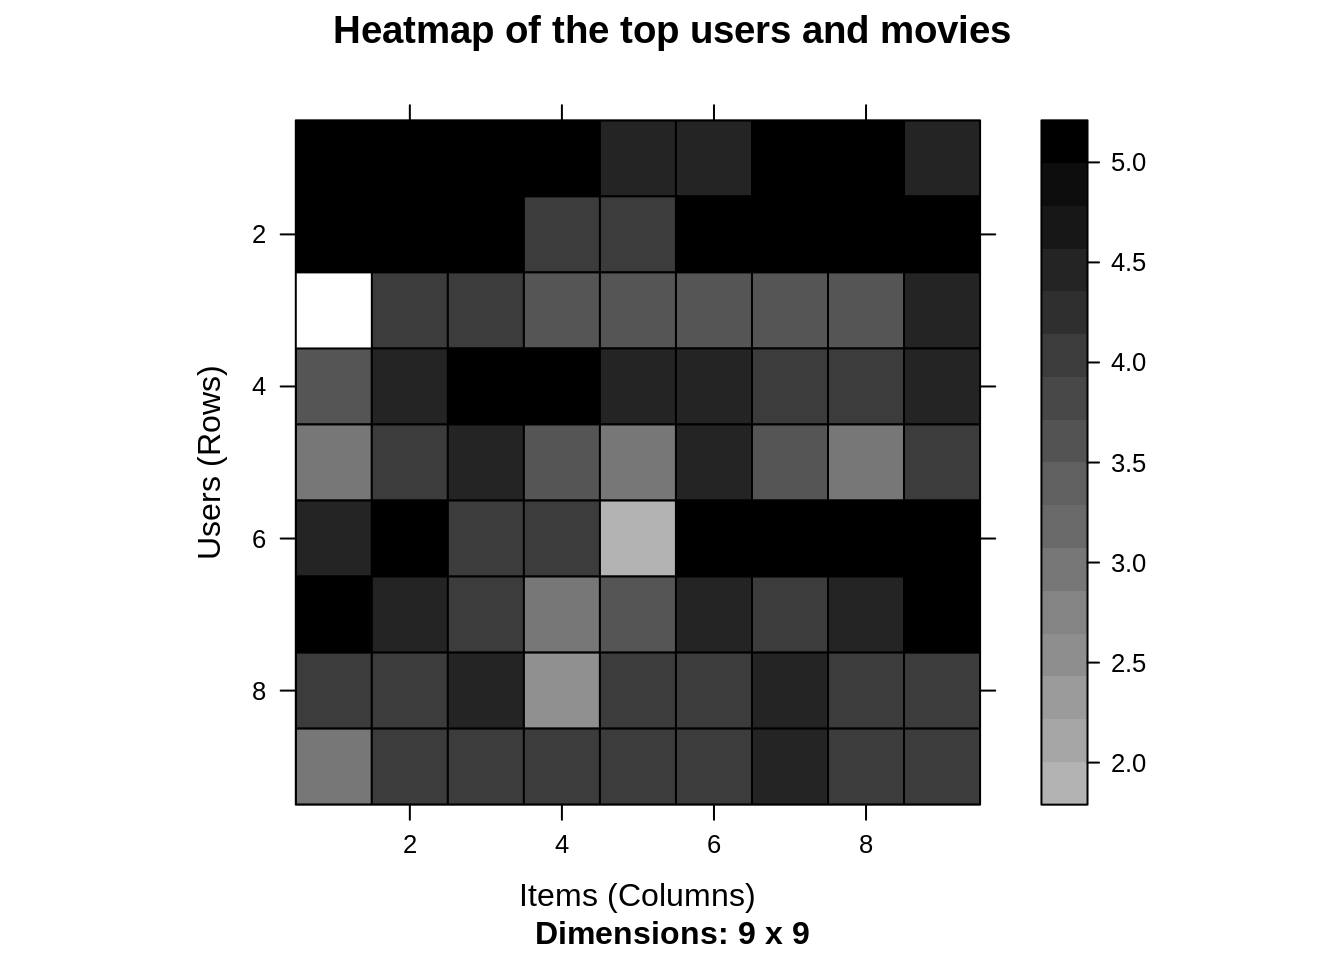 Heatmap of the top users and movies
5.0
2
4.5
4.0
4
3.5
Users (Rows)
6
3.0
2.5
8
2.0
2 4 6 8
Items (Columns)
Dimensions: 9 x 9